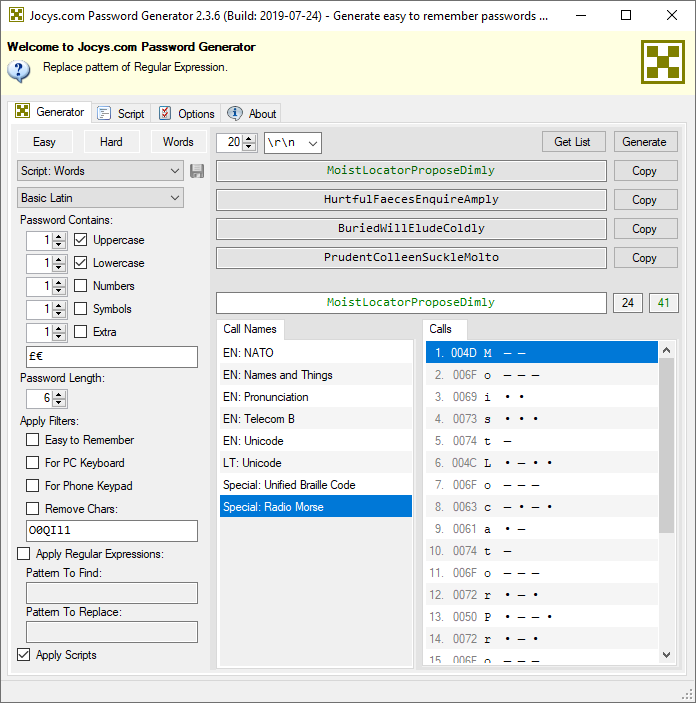 Jocys.com Password Generator 2.3.6 (Build: 2019-07-24) - Generate easy to remember passwords ...
Welcome to Jocys.com Password Generator
Replace pattern of Regular Expression.
Generator Script Options About
Easy Hard Words
Script: Words
Basic Latin
Password Contains:
1 Uppercase
1 Lowercase
1 Numbers
1 Symbols
1 Extra
£€
Password Length:
6
Apply Filters:
Easy to Remember
For PC Keyboard
For Phone Keypad
Remove Chars:
O0QIl1
Apply Regular Expressions:
Pattern To Find:
Pattern To Replace:
Apply Scripts
20 \r\n Get List Generate
MoistLocatorProposeDimly Copy
HurtfulFaecesEnquireAmply Copy
BuriedWillEludeColdly Copy
PrudentColleenSuckleMolto Copy
MoistLocatorProposeDimly 24 41
Call Names
EN: NATO
EN: Names and Things
EN: Pronunciation
EN: Telecom B
EN: Unicode
LT: Unicode
Special: Unified Braille Code
Special: Radio Morse
Calls
1. 004D M – –
2. 006F o – – –
3. 0069 i • •
4. 0073 s • • •
5. 0074 t –
6. 004C L • – • •
7. 006F o – – –
8. 0063 c – • – •
9. 0061 a • –
10. 0074 t –
11. 006F o – – –
12. 0072 r • – •
13. 0050 P • – – •
14. 0072 r • – •
15. 006F o – – –